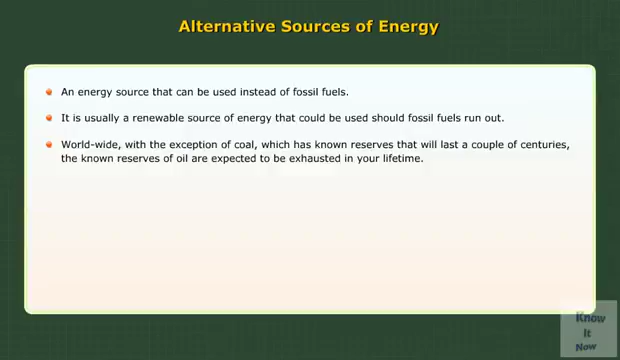 Alternative Sources of Energy
An energy source that can be used instead of fossil fuels.
It is usually a renewable source of energy that could be used should fossil fuels run out.
World-wide, with the exception of coal, which has known reserves that will last a couple of centuries,
the known reserves of oil are expected to be exhausted in your lifetime.
Know
It
Now